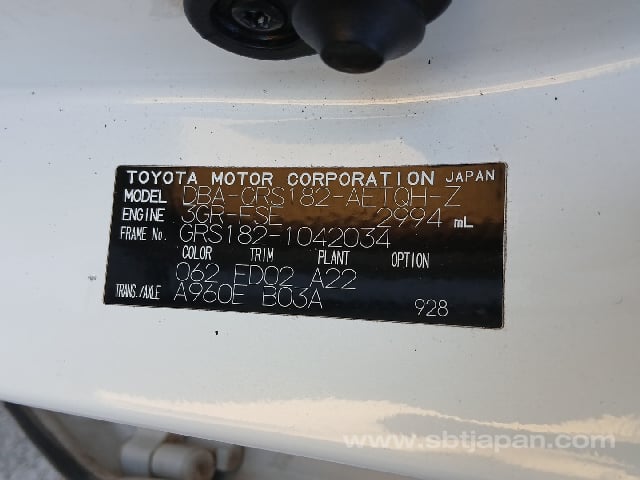 TOYOTA MOTOR CORPORATION JAPAN
MODEL DBA-GRS182-AETQH-Z
ENGINE 3GR-FSE 2994 mL
FRAME No. GRS182-1042034
COLOR TRIM PLANT OPTION
062 FD02 A22
TRANS./AXLE A960E B03A 928
www.sbtjapan.com